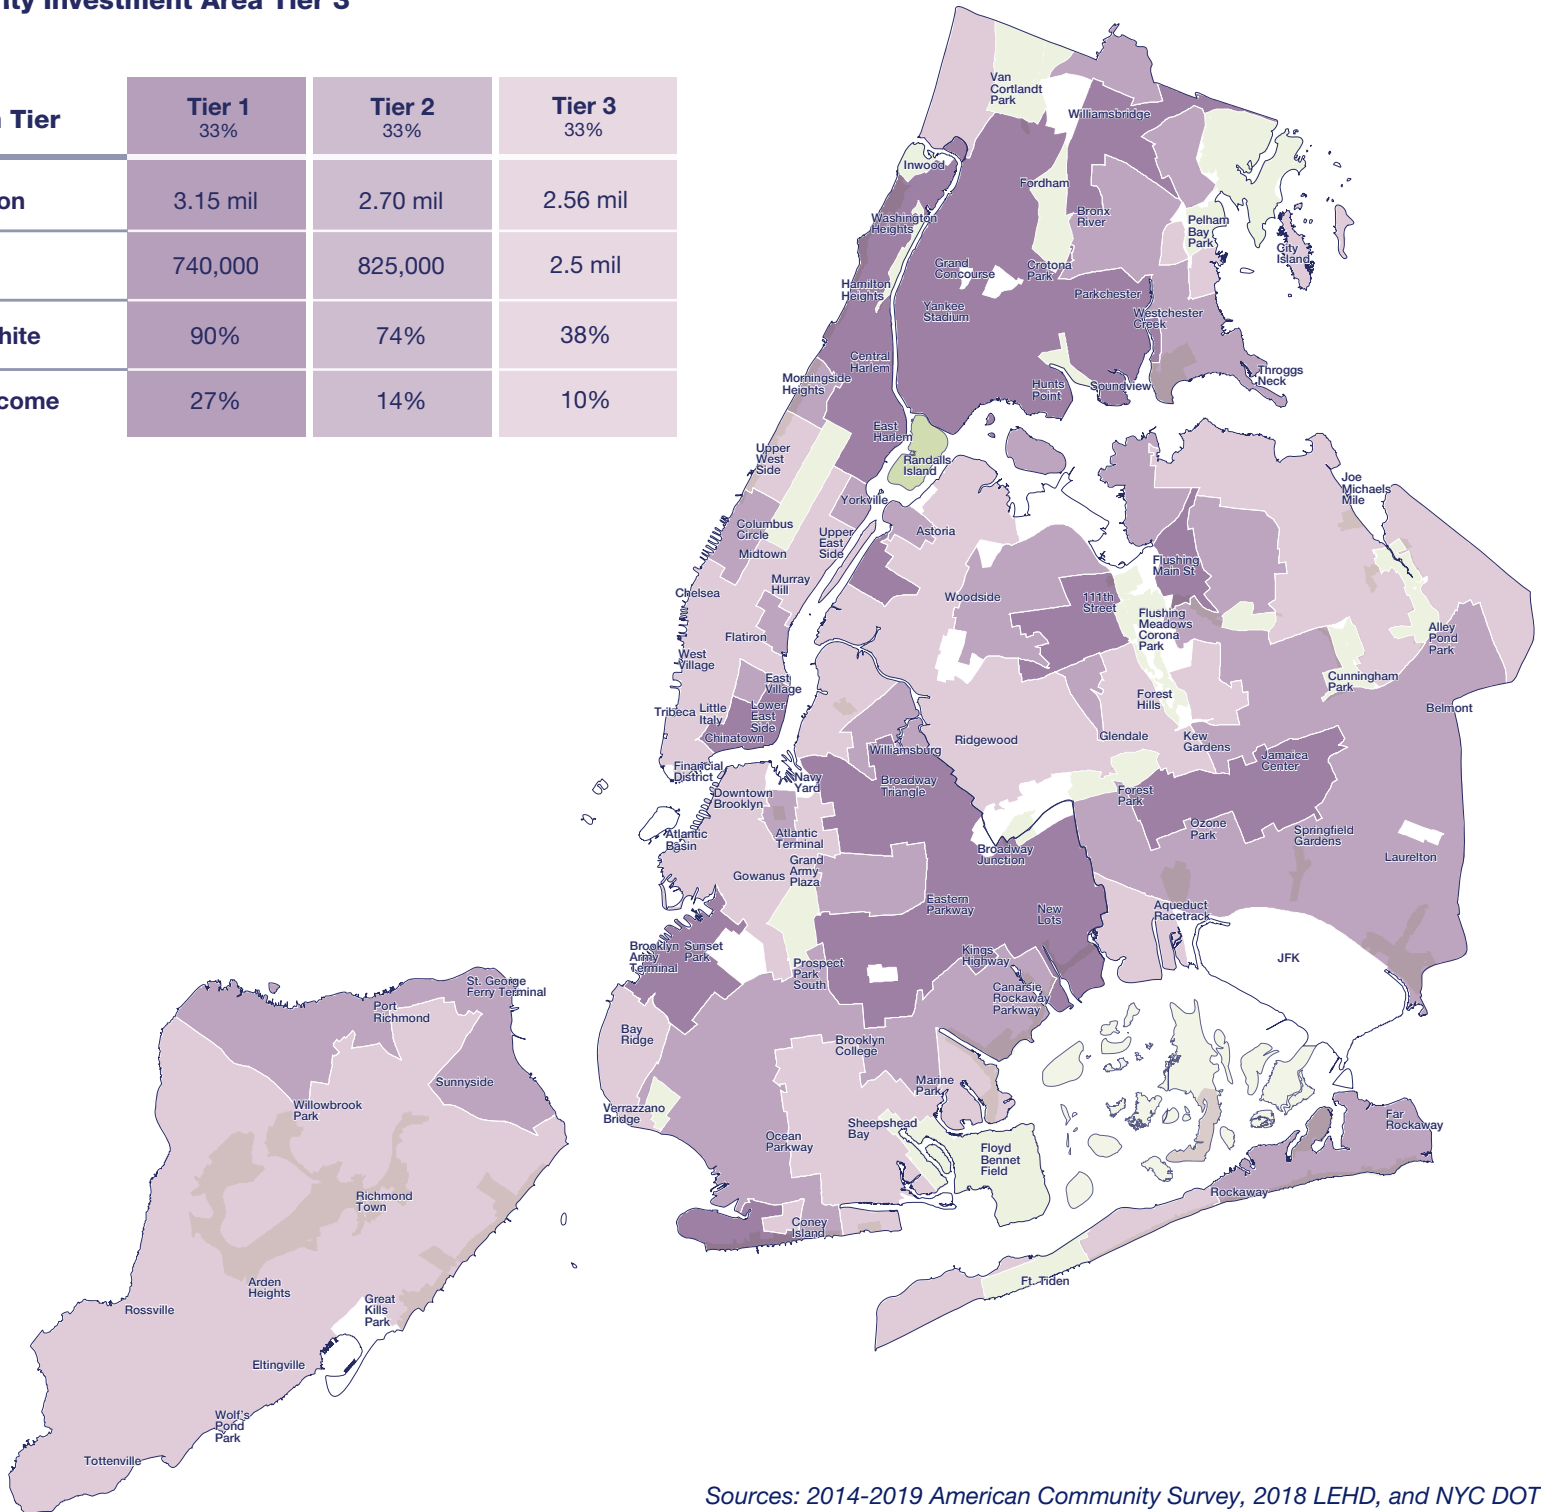 ity Investment Area Tier 3
Tier
Tier 1
33%
Tier 2
33%
Tier 3
33%
on
3.15 mil
2.70 mil
2.56 mil
740,000
825,000
2.5 mil
hite
90%
74%
38%
come
27%
14%
10%
Van
Cortlandt
Park
Williamsbridge
Inwood
Fordham
Washington
Heights
Bronx
River
Pelham
Bay
Park
City
Island
Grand
Concourse
Crotona
Park
Hamilton
Heights
Parkchester
Yankee
Stadium
Westchester
Creek
Central
Harlem
Morningside
Heights
Hunts
Point
Soundview
Throggs
Neck
East
Harlem
Randalls
Island
Upper
West
Side
Joe
Michaels
Mile
Yorkville
Columbus
Circle
Upper
East
Side
Astoria
Midtown
Flushing
Main St
Murray
Hill
Chelsea
Woodside
111th
Street
Flushing
Meadows
Corona
Park
Flatiron
Alley
Pond
Park
West
Village
East
Village
Cunningham
Park
Forest
Hills
Tribeca
Little
Italy
Lower
East
Side
Belmont
Chinatown
Williamsburg
Ridgewood
Glendale
Kew
Gardens
Jamaica
Center
Financial
District
Navy
Yard
Broadway
Triangle
Downtown
Brooklyn
Forest
Park
Atlantic
Basin
Atlantic
Terminal
Ozone
Park
Springfield
Gardens
Broadway
Junction
Laurelton
Grand
Army
Plaza
Gowanus
Eastern
Parkway
New
Lots
Aqueduct
Racetrack
Brooklyn
Army
Terminal
Sunset
Park
Kings
Highway
JFK
Prospect
Park
South
Canarsie
Rockaway
Parkway
St. George
Ferry Terminal
Port
Richmond
Bay
Ridge
Brooklyn
College
Sunnyside
Marine
Park
Willowbrook
Park
Verrazzano
Bridge
Sheepshead
Bay
Far
Rockaway
Ocean
Parkway
Floyd
Bennet
Field
Richmond
Town
Rockaway
Coney
Island
Ft. Tiden
Arden
Heights
Rossville
Great
Kills
Park
Eltingville
Wolf's
Pond
Park
Tottenville
Sources: 2014-2019 American Community Survey, 2018 LEHD, and NYC DOT